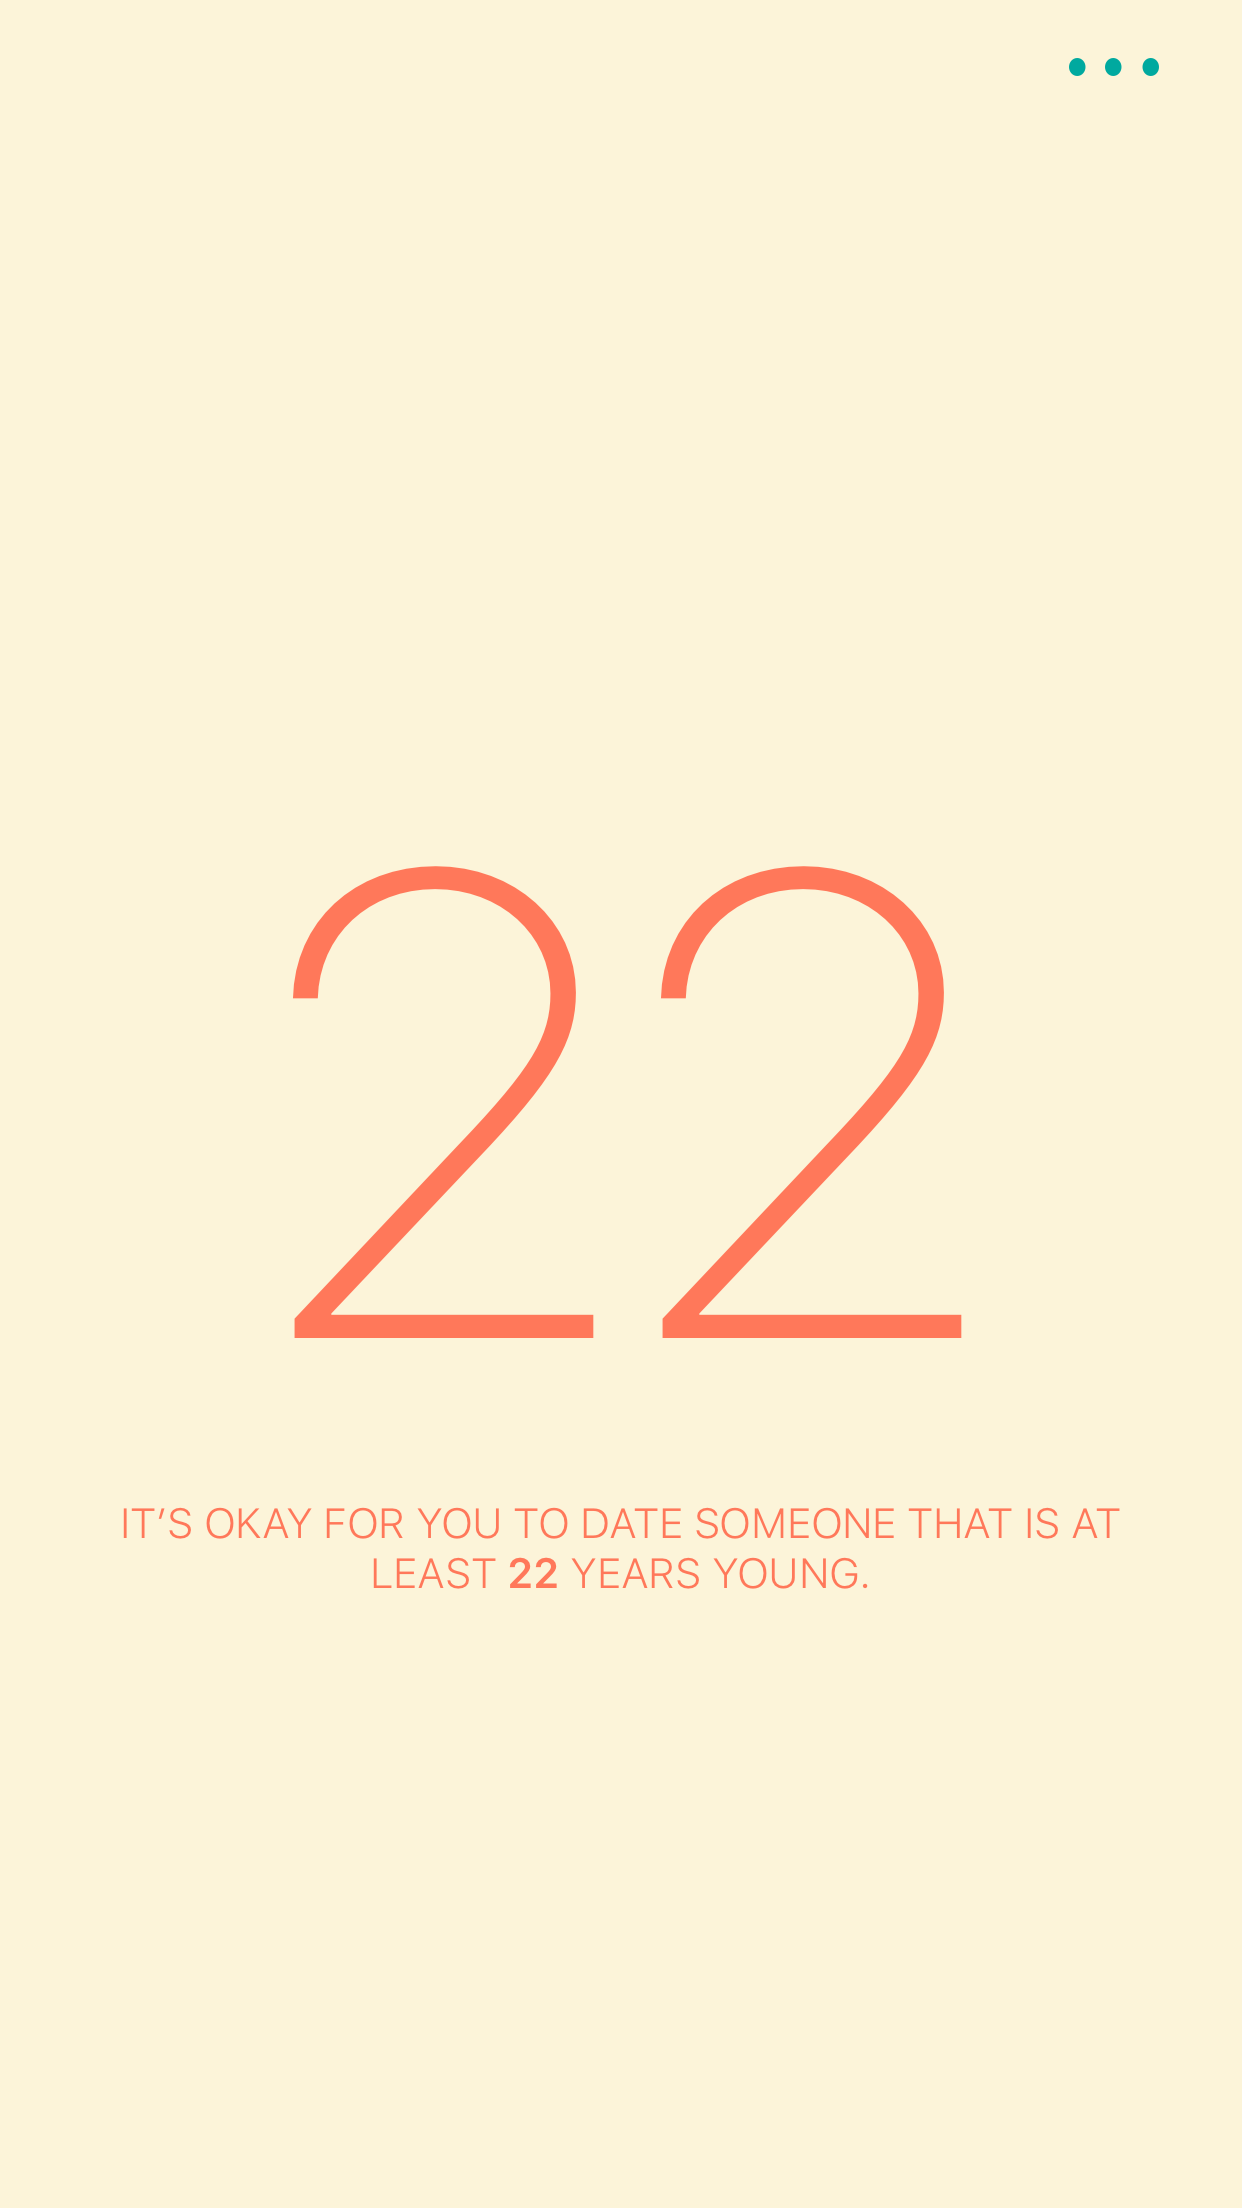 22
IT’S OKAY FOR YOU TO DATE SOMEONE THAT IS AT
LEAST 22 YEARS YOUNG.